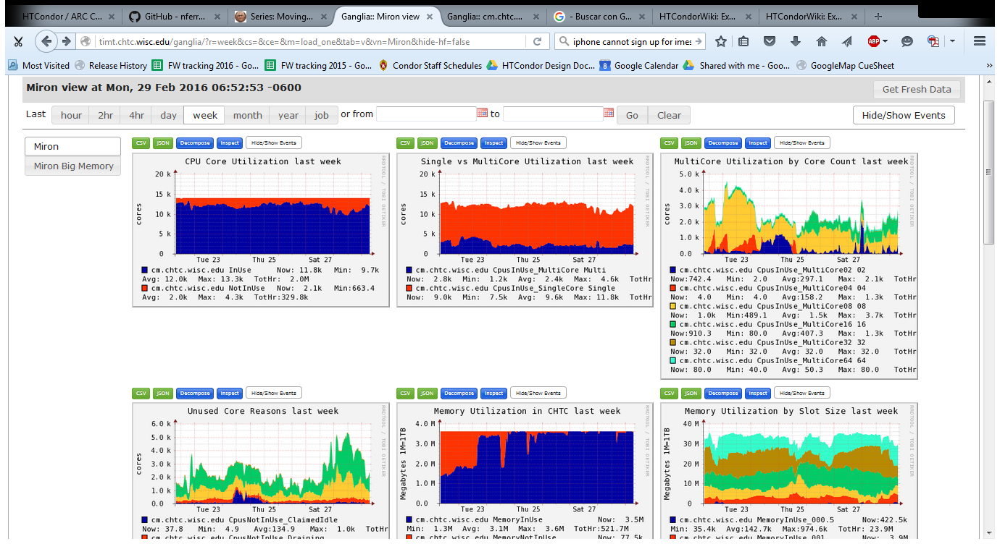 HTCondor / ARC C...
GitHub - nferr...
Series: Moving...
Ganglia:: Miron view
Ganglia:: cm.chtc....
- Buscar con G...
HTCondorWiki: Ex...
HTCondorWiki: Ex...
timt.chtc.wisc.edu/ganglia/?r=week&cs=&ce=&m=load_one&tab=v&vn=Miron&hide-hf=false
iphone cannot sign up for imes
ABP
Most Visited
Release History
FW tracking 2016 - Go...
FW tracking 2015 - Go...
Condor Staff Schedules
HTCondor Design Doc...
8
Google Calendar
Shared with me - Goo...
GoogleMap CueSheet
Miron view at Mon, 29 Feb 2016 06:52:53 -0600
Get Fresh Data
Last hour 2hr 4hr day week month year job or from to Go Clear
Hide/Show Events
Miron
Miron Big Memory
CSV JSON Decompose Inspect Hide/Show Events
CPU Core Utilization last week
RRDTOOL / TOBI OETIKER
cores
20 k
15 k
10 k
5 k
0
Tue 23 Thu 25 Sat 27
cm.chtc.wisc.edu InUse Now: 11.8k Min: 9.7k
Avg: 12.0k Max: 13.3k TotHr: 2.0M
cm.chtc.wisc.edu NotInUse Now: 2.1k Min:663.4
Avg: 2.0k Max: 4.3k TotHr:329.8k
CSV JSON Decompose Inspect Hide/Show Events
Single vs MultiCore Utilization last week
RRDTOOL / TOBI OETIKER
cores
20 k
15 k
10 k
5 k
0
Tue 23 Thu 25 Sat 27
cm.chtc.wisc.edu CpusInUse_MultiCore Multi
Now: 2.8k Min: 1.2k Avg: 2.4k Max: 4.6k TotHr
cm.chtc.wisc.edu CpusInUse_SingleCore Single
Now: 9.0k Min: 7.5k Avg: 9.6k Max: 11.8k TotHr
CSV JSON Decompose Inspect Hide/Show Events
MultiCore Utilization by Core Count last week
RRDTOOL / TOBI OETIKER
cores
5.0 k
4.0 k
3.0 k
2.0 k
1.0 k
0.0
Tue 23 Thu 25 Sat 27
cm.chtc.wisc.edu CpusInUse_MultiCore02 02
Now:742.4 Min: 2.0 Avg:297.1 Max: 2.1k TotHr
cm.chtc.wisc.edu CpusInUse_MultiCore04 04
Now: 4.0 Min: 4.0 Avg:158.2 Max: 1.3k TotHr
cm.chtc.wisc.edu CpusInUse_MultiCore08 08
Now: 1.0k Min:489.1 Avg: 1.5k Max: 3.7k TotHr
cm.chtc.wisc.edu CpusInUse_MultiCore16 16
Now:910.3 Min: 80.0 Avg:407.3 Max: 1.3k TotHr
cm.chtc.wisc.edu CpusInUse_MultiCore32 32
Now: 32.0 Min: 32.0 Avg: 32.0 Max: 32.0 TotHr
cm.chtc.wisc.edu CpusInUse_MultiCore64 64
Now: 80.0 Min: 40.0 Avg: 50.3 Max: 80.0 TotHr
CSV JSON Decompose Inspect Hide/Show Events
Unused Core Reasons last week
RRDTOOL / TOBI OETIKER
cores
6.0 k
5.0 k
4.0 k
3.0 k
2.0 k
1.0 k
0.0
Tue 23 Thu 25 Sat 27
cm.chtc.wisc.edu CpusNotInUse_ClaimedIdle
Now: 37.8 Min: 4.9 Avg:134.9 Max: 1.0k TotHr
cm.chtc.wisc.edu CpusNotInUse_Draining
CSV JSON Decompose Inspect Hide/Show Events
Memory Utilization in CHTC last week
RRDTOOL / TOBI OETIKER
Megabytes 1M=1TB
4.0 M
3.0 M
2.0 M
1.0 M
0.0
Tue 23 Thu 25 Sat 27
cm.chtc.wisc.edu MemoryInUse Now: 3.5M
Min: 1.3M Avg: 3.1M Max: 3.6M TotHr:521.7M
cm.chtc.wisc.edu MemoryNotInUse Now: 77.5k
CSV JSON Decompose Inspect Hide/Show Events
Memory Utilization by Slot Size last week
RRDTOOL / TOBI OETIKER
Megabytes 1M=1TB
40 M
30 M
20 M
10 M
0
Tue 23 Thu 25 Sat 27
cm.chtc.wisc.edu MemoryInUse_000.5 Now:422.5k
Min: 35.4k Avg:142.7k Max:974.6k TotHr: 23.9M
cm.chtc.wisc.edu MemoryInUse_001 Now: 3.9M